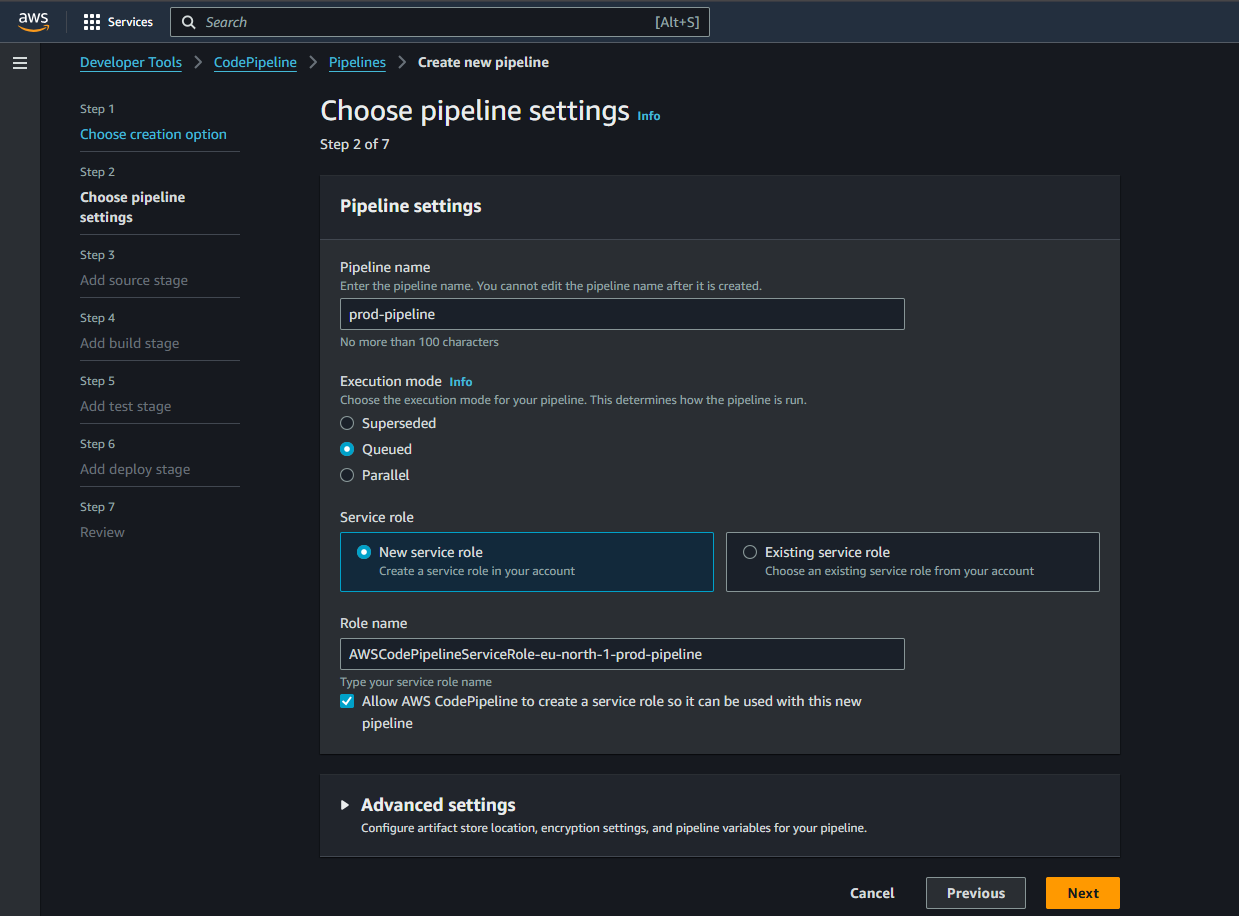 aws
Services
Search
[Alt+S]
Developer Tools
CodePipeline
Pipelines
Create new pipeline
Step 1
Choose creation option
Step 2
Choose pipeline
settings
Step 3
Add source stage
Step 4
Add build stage
Step 5
Add test stage
Step 6
Add deploy stage
Step 7
Review
Choose pipeline settings Info
Step 2 of 7
Pipeline settings
Pipeline name
Enter the pipeline name. You cannot edit the pipeline name after it is created.
prod-pipeline
No more than 100 characters
Execution mode Info
Choose the execution mode for your pipeline. This determines how the pipeline is run.
Superseded
Queued
Parallel
Service role
New service role
Create a service role in your account
Existing service role
Choose an existing service role from your account
Role name
AWSCodePipelineServiceRole-eu-north-1-prod-pipeline
Type your service role name
Allow AWS CodePipeline to create a service role so it can be used with this new
pipeline
Advanced settings
Configure artifact store location, encryption settings, and pipeline variables for your pipeline.
Cancel
Previous
Next